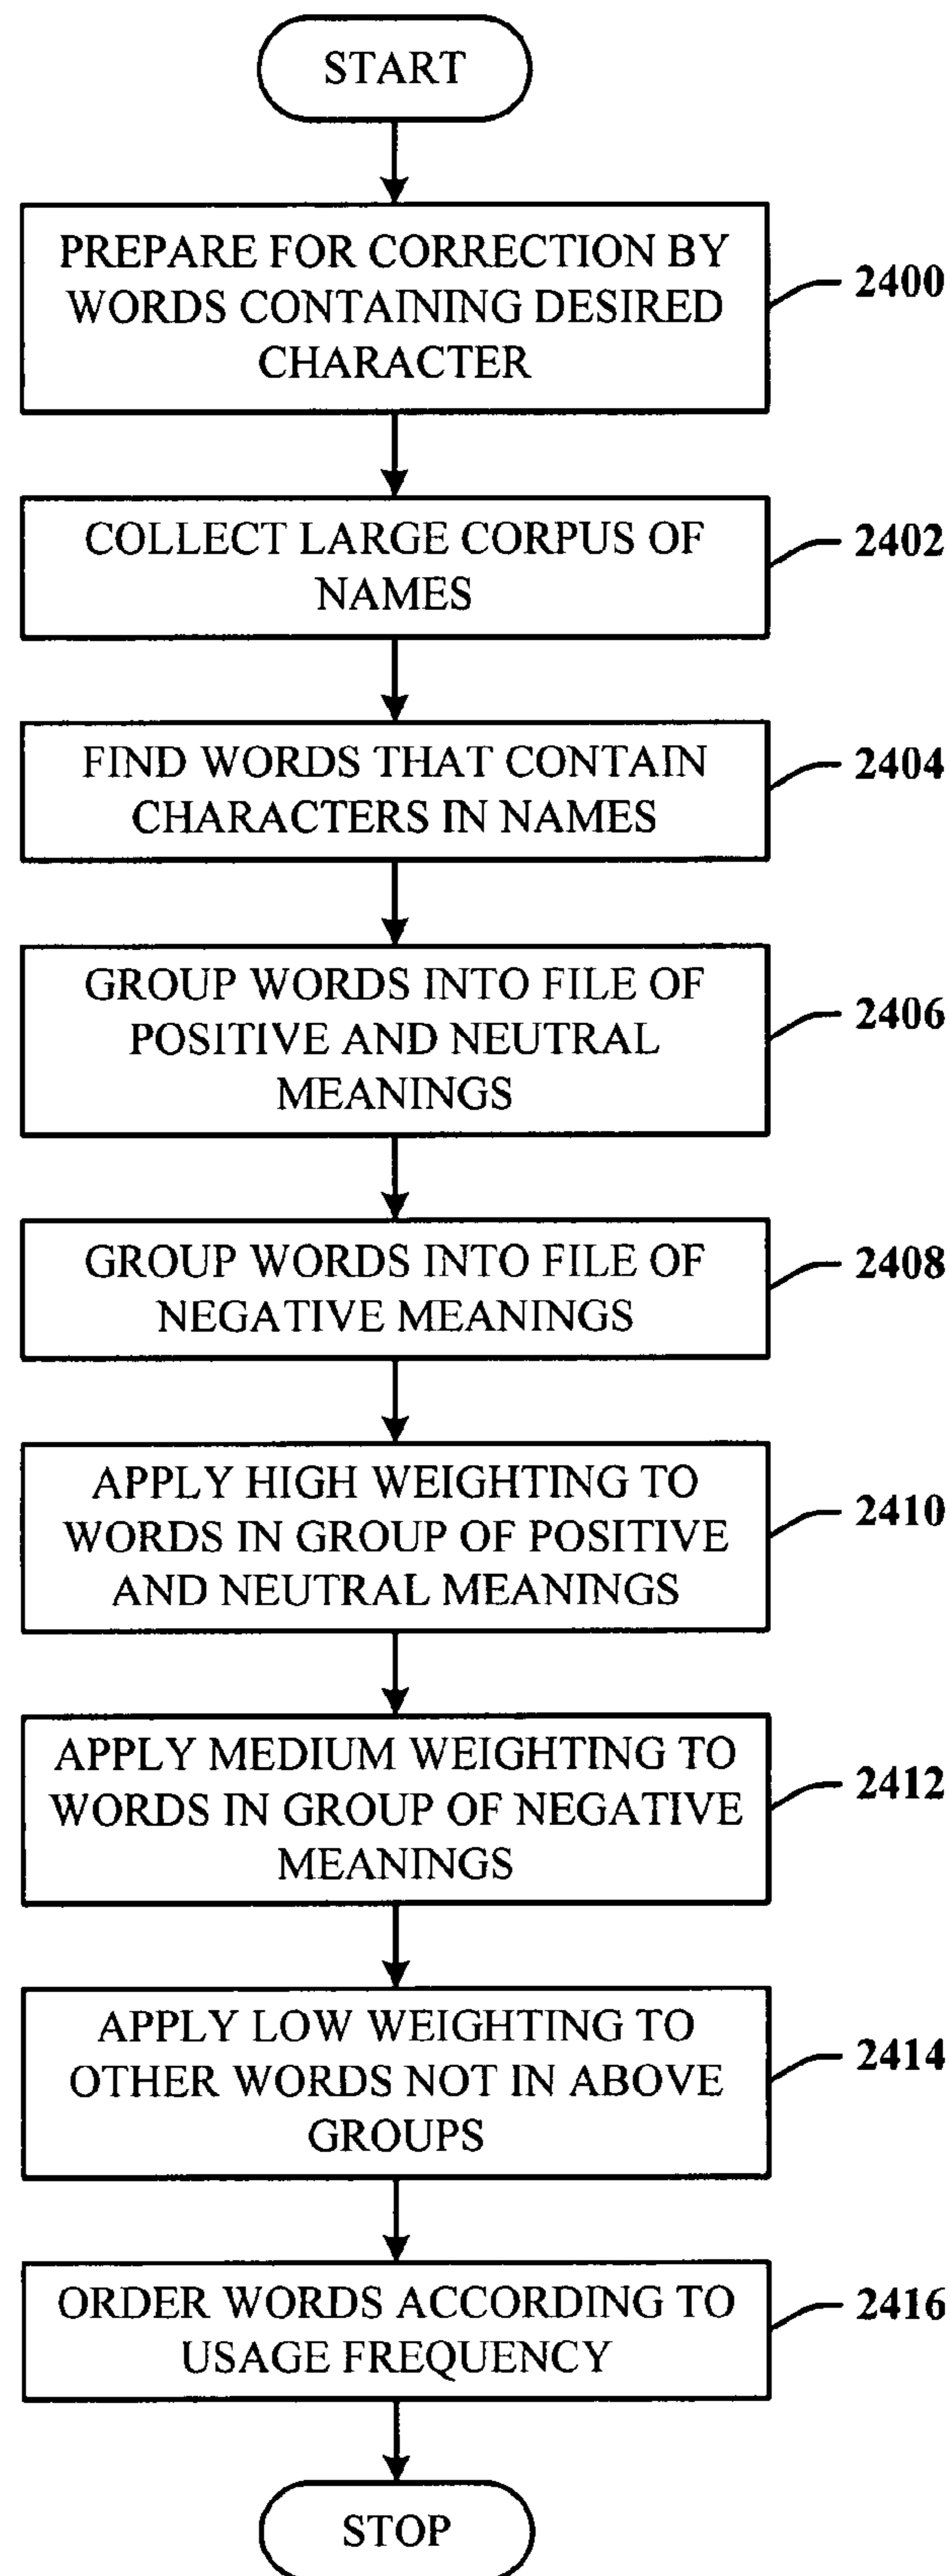 START
PREPARE FOR CORRECTION BY
WORDS CONTAINING DESIRED
CHARACTER
2400
COLLECT LARGE CORPUS OF
NAMES
2402
FIND WORDS THAT CONTAIN
CHARACTERS IN NAMES
2404
GROUP WORDS INTO FILE OF
POSITIVE AND NEUTRAL
MEANINGS
2406
GROUP WORDS INTO FILE OF
NEGATIVE MEANINGS
2408
APPLY HIGH WEIGHTING TO
WORDS IN GROUP OF POSITIVE
AND NEUTRAL MEANINGS
2410
APPLY MEDIUM WEIGHTING TO
WORDS IN GROUP OF NEGATIVE
MEANINGS
2412
APPLY LOW WEIGHTING TO
OTHER WORDS NOT IN ABOVE
GROUPS
2414
ORDER WORDS ACCORDING TO
USAGE FREQUENCY
2416
STOP